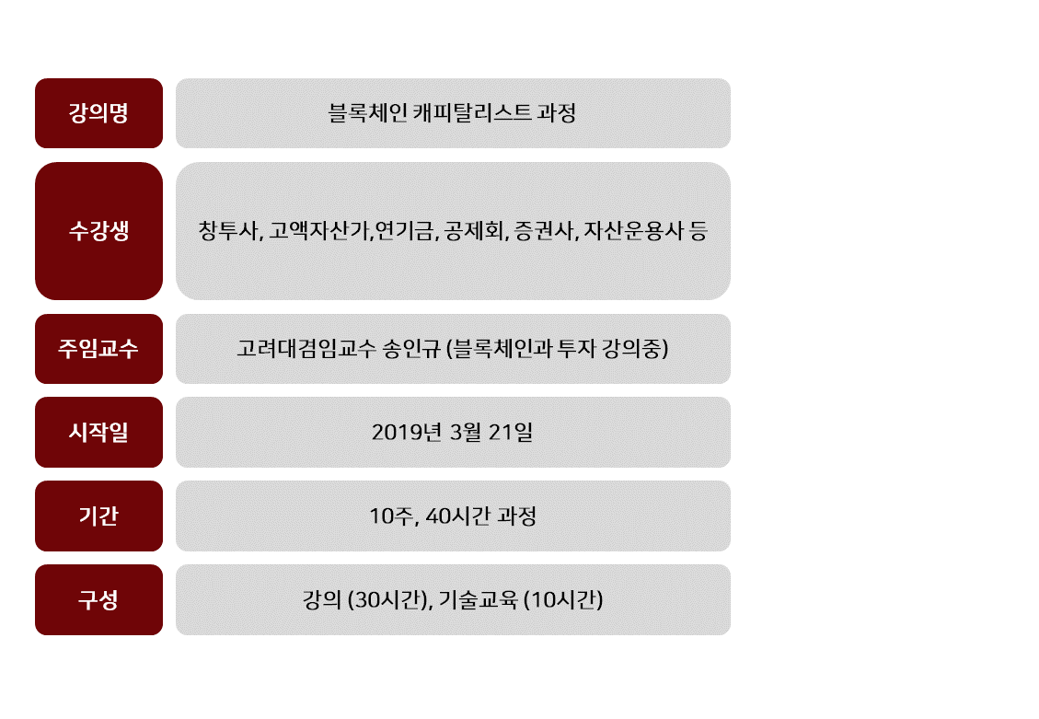 강의명
블록체인 캐피탈리스트 과정
수강생
창투사, 고액자산가,연기금, 공제회, 증권사, 자산운용사 등
주임교수
고려대겸임교수 송인규 (블록체인과 투자 강의중)
시작일
2019년 3월 21일
기간
10주, 40시간 과정
구성
강의 (30시간), 기술교육 (10시간)